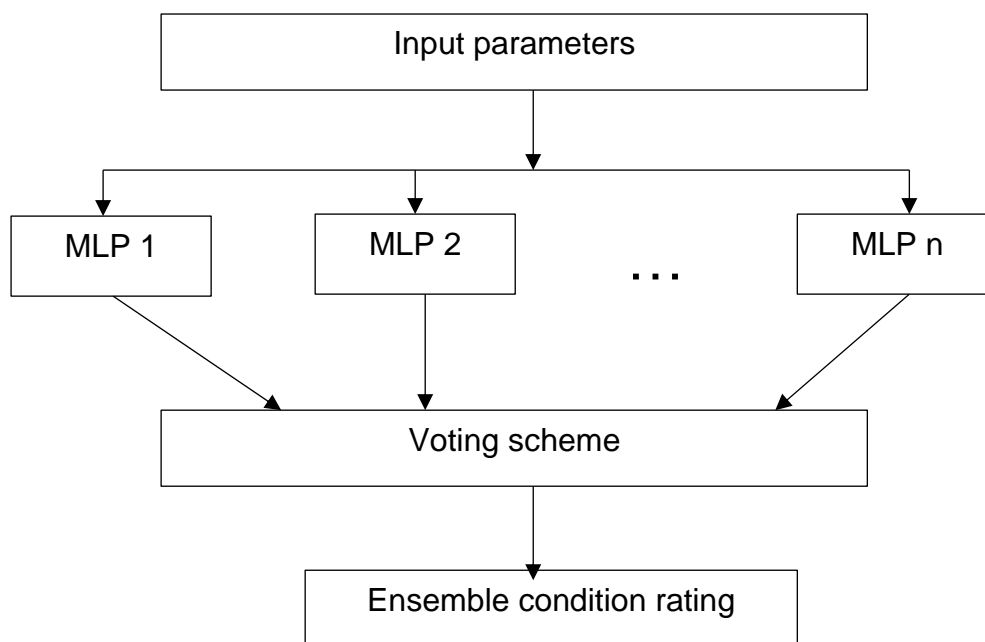 Input parameters
MLP 1
MLP 2
...
MLP n
Voting scheme
Ensemble condition rating